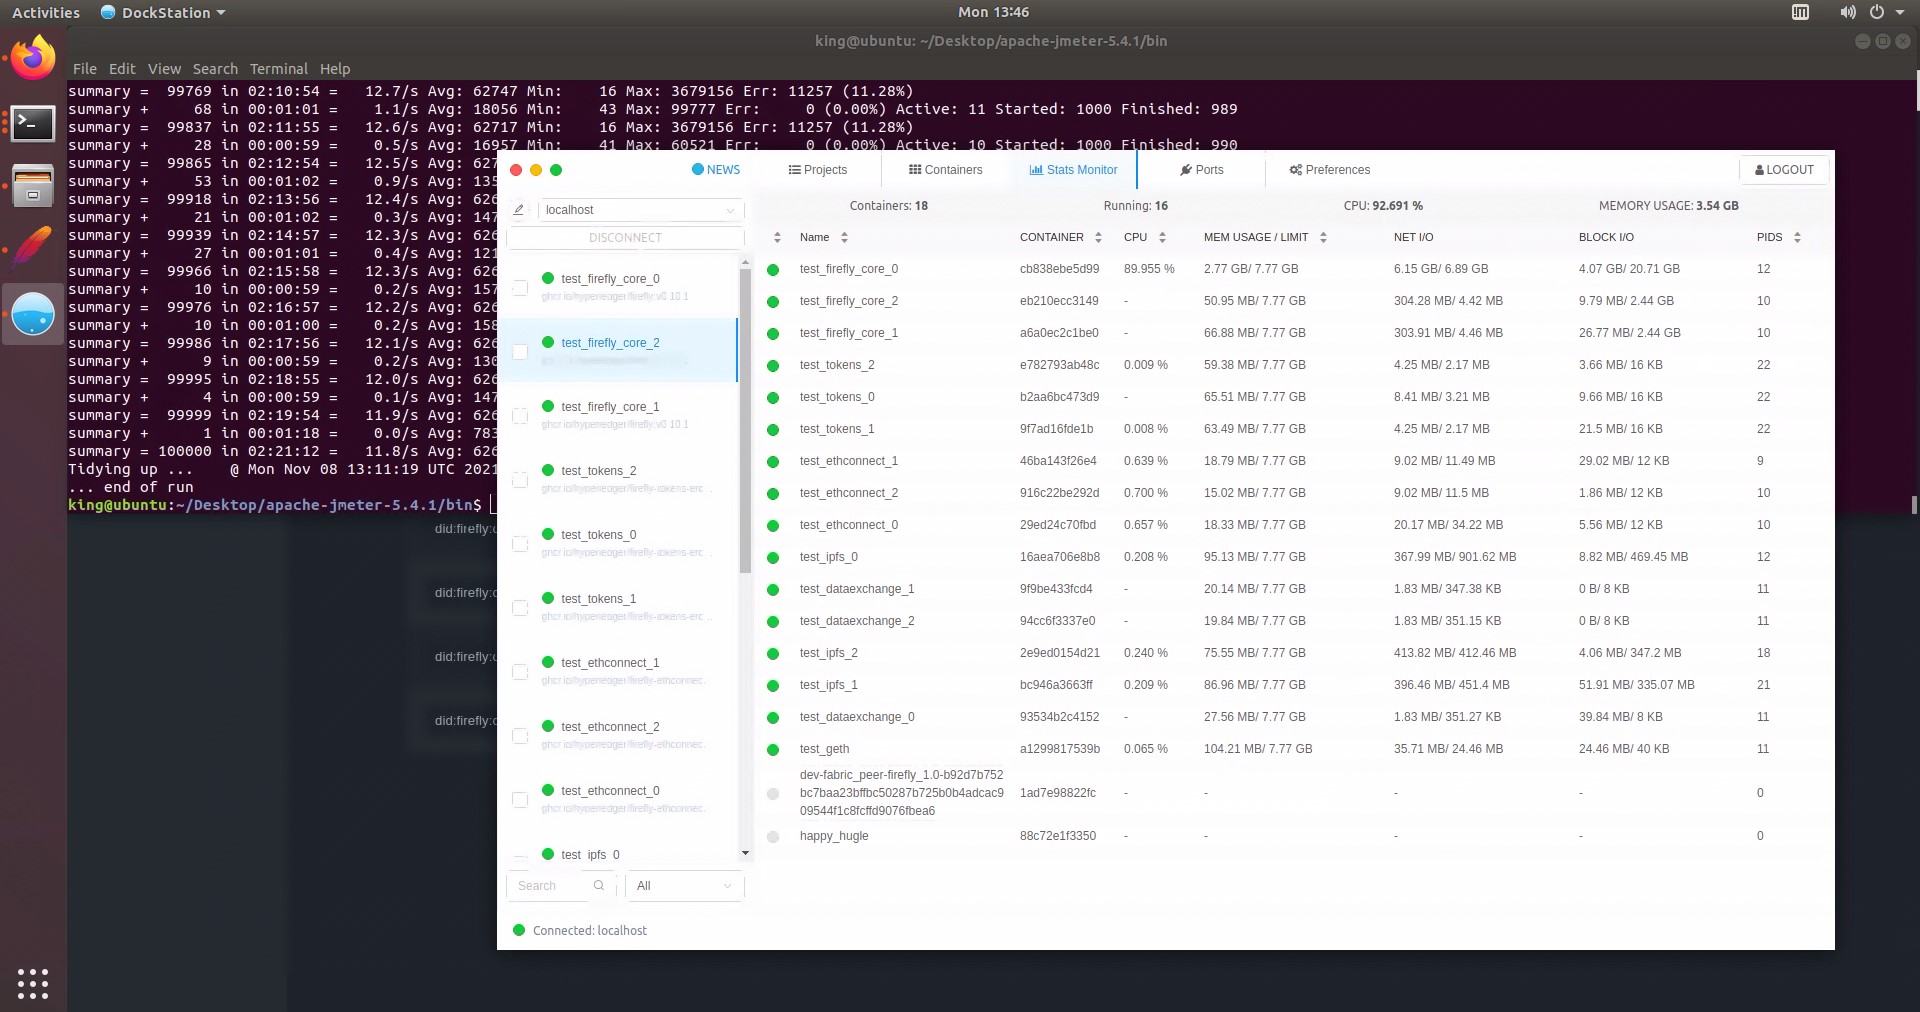 Activities DockStation Mon 13:46
king@ubuntu: ~/Desktop/apache-jmeter-5.4.1/bin
File Edit View Search Terminal Help
summary =  99769 in 02:10:54 =   12.7/s Avg: 62747 Min:    16 Max: 3679156 Err: 11257 (11.28%)
summary +     68 in 00:01:01 =    1.1/s Avg: 18056 Min:    43 Max: 99777 Err:     0 (0.00%) Active: 11 Started: 1000 Finished: 989
summary =  99837 in 02:11:55 =   12.6/s Avg: 62717 Min:    16 Max: 3679156 Err: 11257 (11.28%)
summary +     28 in 00:01:01 =    0.5/s Avg: 16957 Min:    41 Max: 60521 Err:     0 (0.00%) Active: 10 Started: 1000 Finished: 990
summary =  99865 in 02:12:54 =   12.5/s Avg: 627
summary +     53 in 00:01:02 =    0.9/s Avg: 135
summary =  99918 in 02:13:56 =   12.4/s Avg: 626
summary +     21 in 00:01:02 =    0.3/s Avg: 147
summary =  99939 in 02:14:57 =   12.3/s Avg: 626
summary +     27 in 00:01:01 =    0.4/s Avg: 121
summary =  99966 in 02:15:58 =   12.3/s Avg: 626
summary +     10 in 00:00:59 =    0.2/s Avg: 157
summary =  99976 in 02:16:57 =   12.2/s Avg: 626
summary +     10 in 00:01:00 =    0.2/s Avg: 158
summary =  99986 in 02:17:56 =   12.1/s Avg: 626
summary +      9 in 00:00:59 =    0.2/s Avg: 130
summary =  99995 in 02:18:55 =   12.0/s Avg: 626
summary +      4 in 00:00:59 =    0.1/s Avg: 147
summary =  99999 in 02:19:54 =   11.9/s Avg: 626
summary +      1 in 00:01:18 =    0.0/s Avg: 783
summary = 100000 in 02:21:12 =   11.8/s Avg: 626
Tidying up ...    @ Mon Nov 08 13:11:19 UTC 2021
... end of run
king@ubuntu:~/Desktop/apache-jmeter-5.4.1/bin$
did:firefly:
did:firefly:
did:firefly:
did:firefly:
NEWS Projects Containers Stats Monitor Ports Preferences LOGOUT
localhost
DISCONNECT
test_firefly_core_0
ghcr.io/hyperledger/firefly:v0.10.1
test_firefly_core_2
test_firefly_core_1
ghcr.io/hyperledger/firefly:v0.10.1
test_tokens_2
ghcr.io/hyperledger/firefly-tokens-erc ...
test_tokens_0
ghcr.io/hyperledger/firefly-tokens-erc ...
test_tokens_1
ghcr.io/hyperledger/firefly-tokens-erc ...
test_ethconnect_1
ghcr.io/hyperledger/firefly-ethconnec...
test_ethconnect_2
ghcr.io/hyperledger/firefly-ethconnec...
test_ethconnect_0
ghcr.io/hyperledger/firefly-ethconnec...
test_ipfs_0
Search All
Connected: localhost
Containers: 18 Running: 16 CPU: 92.691 % MEMORY USAGE: 3.54 GB
Name CONTAINER CPU MEM USAGE / LIMIT NET I/O BLOCK I/O PIDS
test_firefly_core_0 cb838ebe5d99 89.955 % 2.77 GB/ 7.77 GB 6.15 GB/ 6.89 GB 4.07 GB/ 20.71 GB 12
test_firefly_core_2 eb210ecc3149 - 50.95 MB/ 7.77 GB 304.28 MB/ 4.42 MB 9.79 MB/ 2.44 GB 10
test_firefly_core_1 a6a0ec2c1be0 - 66.88 MB/ 7.77 GB 303.91 MB/ 4.46 MB 26.77 MB/ 2.44 GB 10
test_tokens_2 e782793ab48c 0.009 % 59.38 MB/ 7.77 GB 4.25 MB/ 2.17 MB 3.66 MB/ 16 KB 22
test_tokens_0 b2aa6bc473d9 - 65.51 MB/ 7.77 GB 8.41 MB/ 3.21 MB 9.66 MB/ 16 KB 22
test_tokens_1 9f7ad16fde1b 0.008 % 63.49 MB/ 7.77 GB 4.25 MB/ 2.17 MB 21.5 MB/ 16 KB 22
test_ethconnect_1 46ba143f26e4 0.639 % 18.79 MB/ 7.77 GB 9.02 MB/ 11.49 MB 29.02 MB/ 12 KB 9
test_ethconnect_2 916c22be292d 0.700 % 15.02 MB/ 7.77 GB 9.02 MB/ 11.5 MB 1.86 MB/ 12 KB 10
test_ethconnect_0 29ed24c70fbd 0.657 % 18.33 MB/ 7.77 GB 20.17 MB/ 34.22 MB 5.56 MB/ 12 KB 10
test_ipfs_0 16aea706e8b8 0.208 % 95.13 MB/ 7.77 GB 367.99 MB/ 901.62 MB 8.82 MB/ 469.45 MB 12
test_dataexchange_1 9f9be433fcd4 - 20.14 MB/ 7.77 GB 1.83 MB/ 347.38 KB 0 B/ 8 KB 11
test_dataexchange_2 94cc6f3337e0 - 19.84 MB/ 7.77 GB 1.83 MB/ 351.15 KB 0 B/ 8 KB 11
test_ipfs_2 2e9ed0154d21 0.240 % 75.55 MB/ 7.77 GB 413.82 MB/ 412.46 MB 4.06 MB/ 347.2 MB 18
test_ipfs_1 bc946a3663ff 0.209 % 86.96 MB/ 7.77 GB 396.46 MB/ 451.4 MB 51.91 MB/ 335.07 MB 21
test_dataexchange_0 93534b2c4152 - 27.56 MB/ 7.77 GB 1.83 MB/ 351.27 KB 39.84 MB/ 8 KB 11
test_geth a1299817539b 0.065 % 104.21 MB/ 7.77 GB 35.71 MB/ 24.46 MB 24.46 MB/ 40 KB 11
dev-fabric_peer-firefly_1.0-b92d7b752
bc7baa23bffbc50287b725b0b4adcac9 1ad7e98822fc - - - - 0
09544f1c8fcffd9076fbea6
happy_hugle 88c72e1f3350 - - - - 0